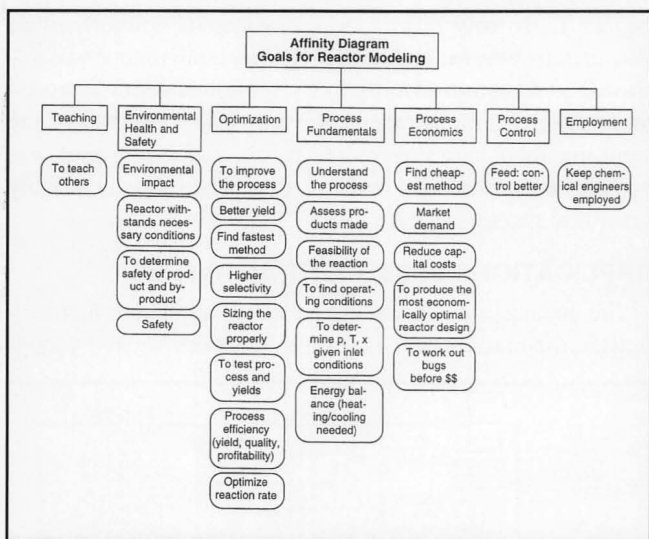 Affinity Diagram
Goals for Reactor Modeling
Teaching
To teach
others
Environmental
Health and
Safety
Environmental
impact
Reactor with-
stands neces-
sary conditions
To determine
safety of prod-
uct and by-
product
Safety
Optimization
To improve
the process
Better yield
Find fastest
method
Higher
selectivity
Sizing the
reactor
properly
To test pro-
cess and
yields
Process
efficiency
(yield, quality,
profitability)
Optimize
reaction rate
Process
Fundamentals
Understand
the process
Assess pro-
ducts made
Feasibility of
the reaction
To find operat-
ing conditions
To deter-
mine p, T, x
given inlet
conditions
Energy bal-
ance (heat-
ing/cooling
needed)
Process
Economics
Find cheap-
est method
Market
demand
Reduce cap-
ital costs
To produce the
most econom-
ically optimal
reactor design
To work out
bugs
before $$
Process
Control
Feed: con-
trol better
Employment
Keep chem-
ical engineers
employed